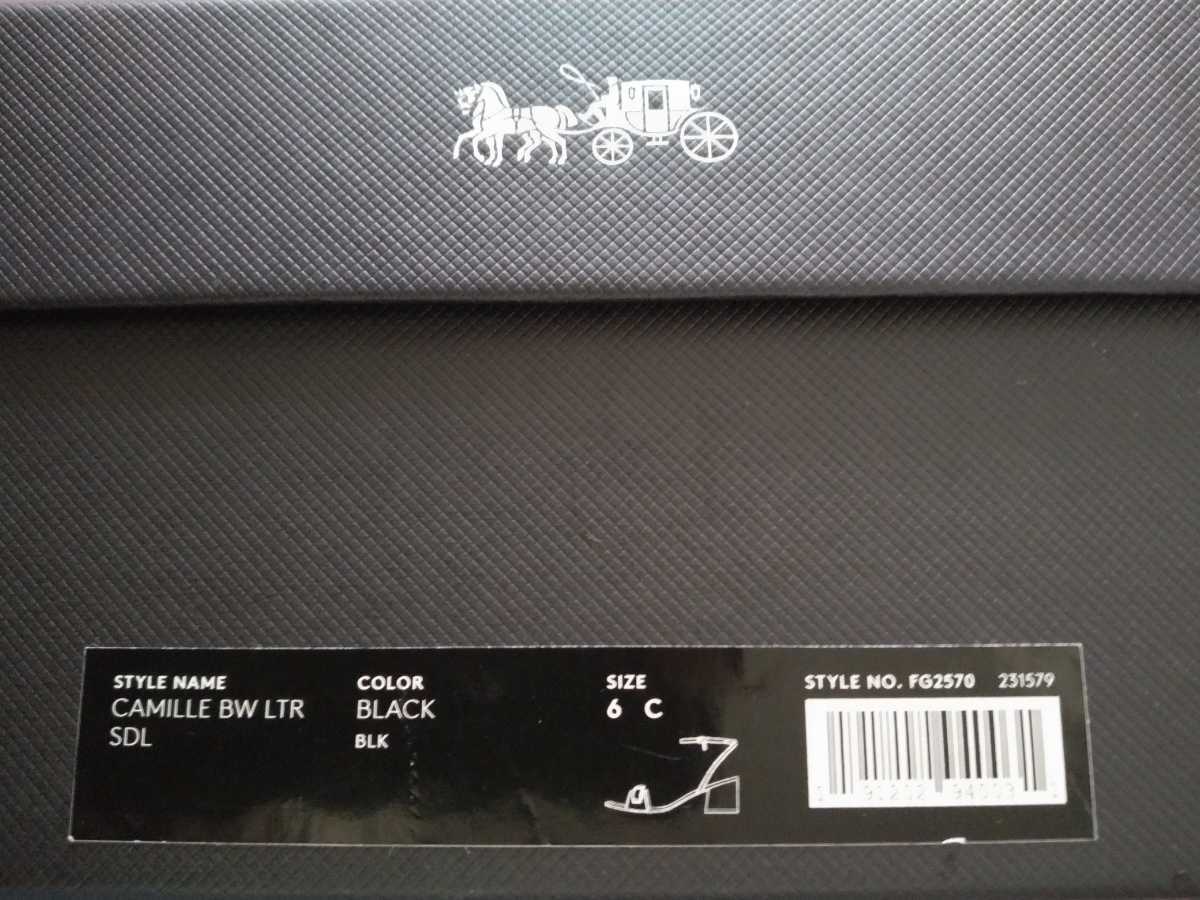 STYLE NAME
CAMILLE BW LTR
SDL
COLOR
BLACK
BLK
SIZE
6 C
STYLE NO. FG2570 231579